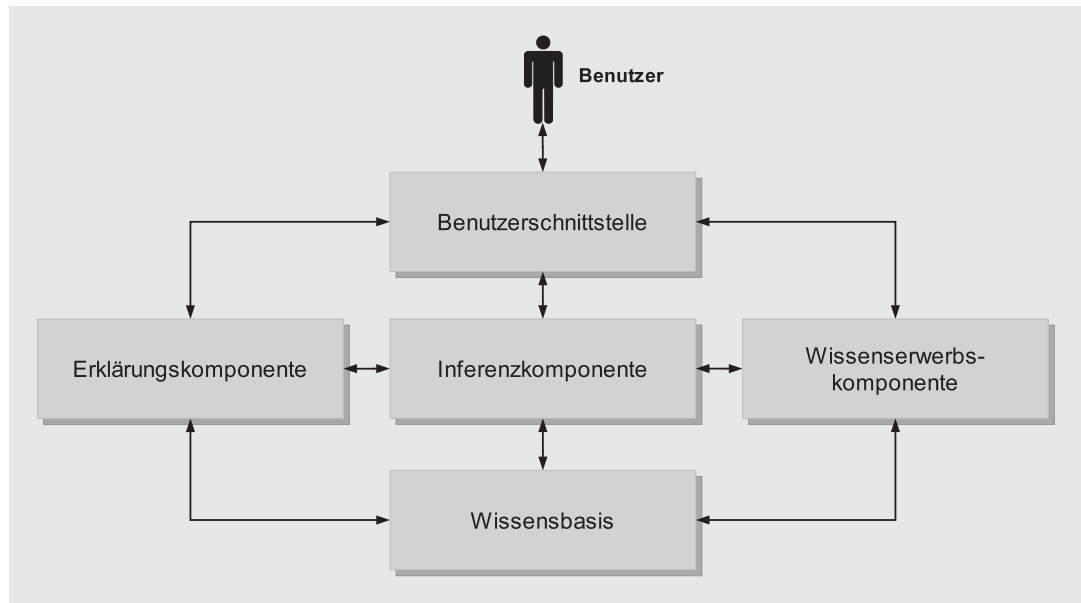 Benutzer
Benutzerschnittstelle
Erklärungskomponente
Inferenzkomponente
Wissenserwerbs-
komponente
Wissensbasis